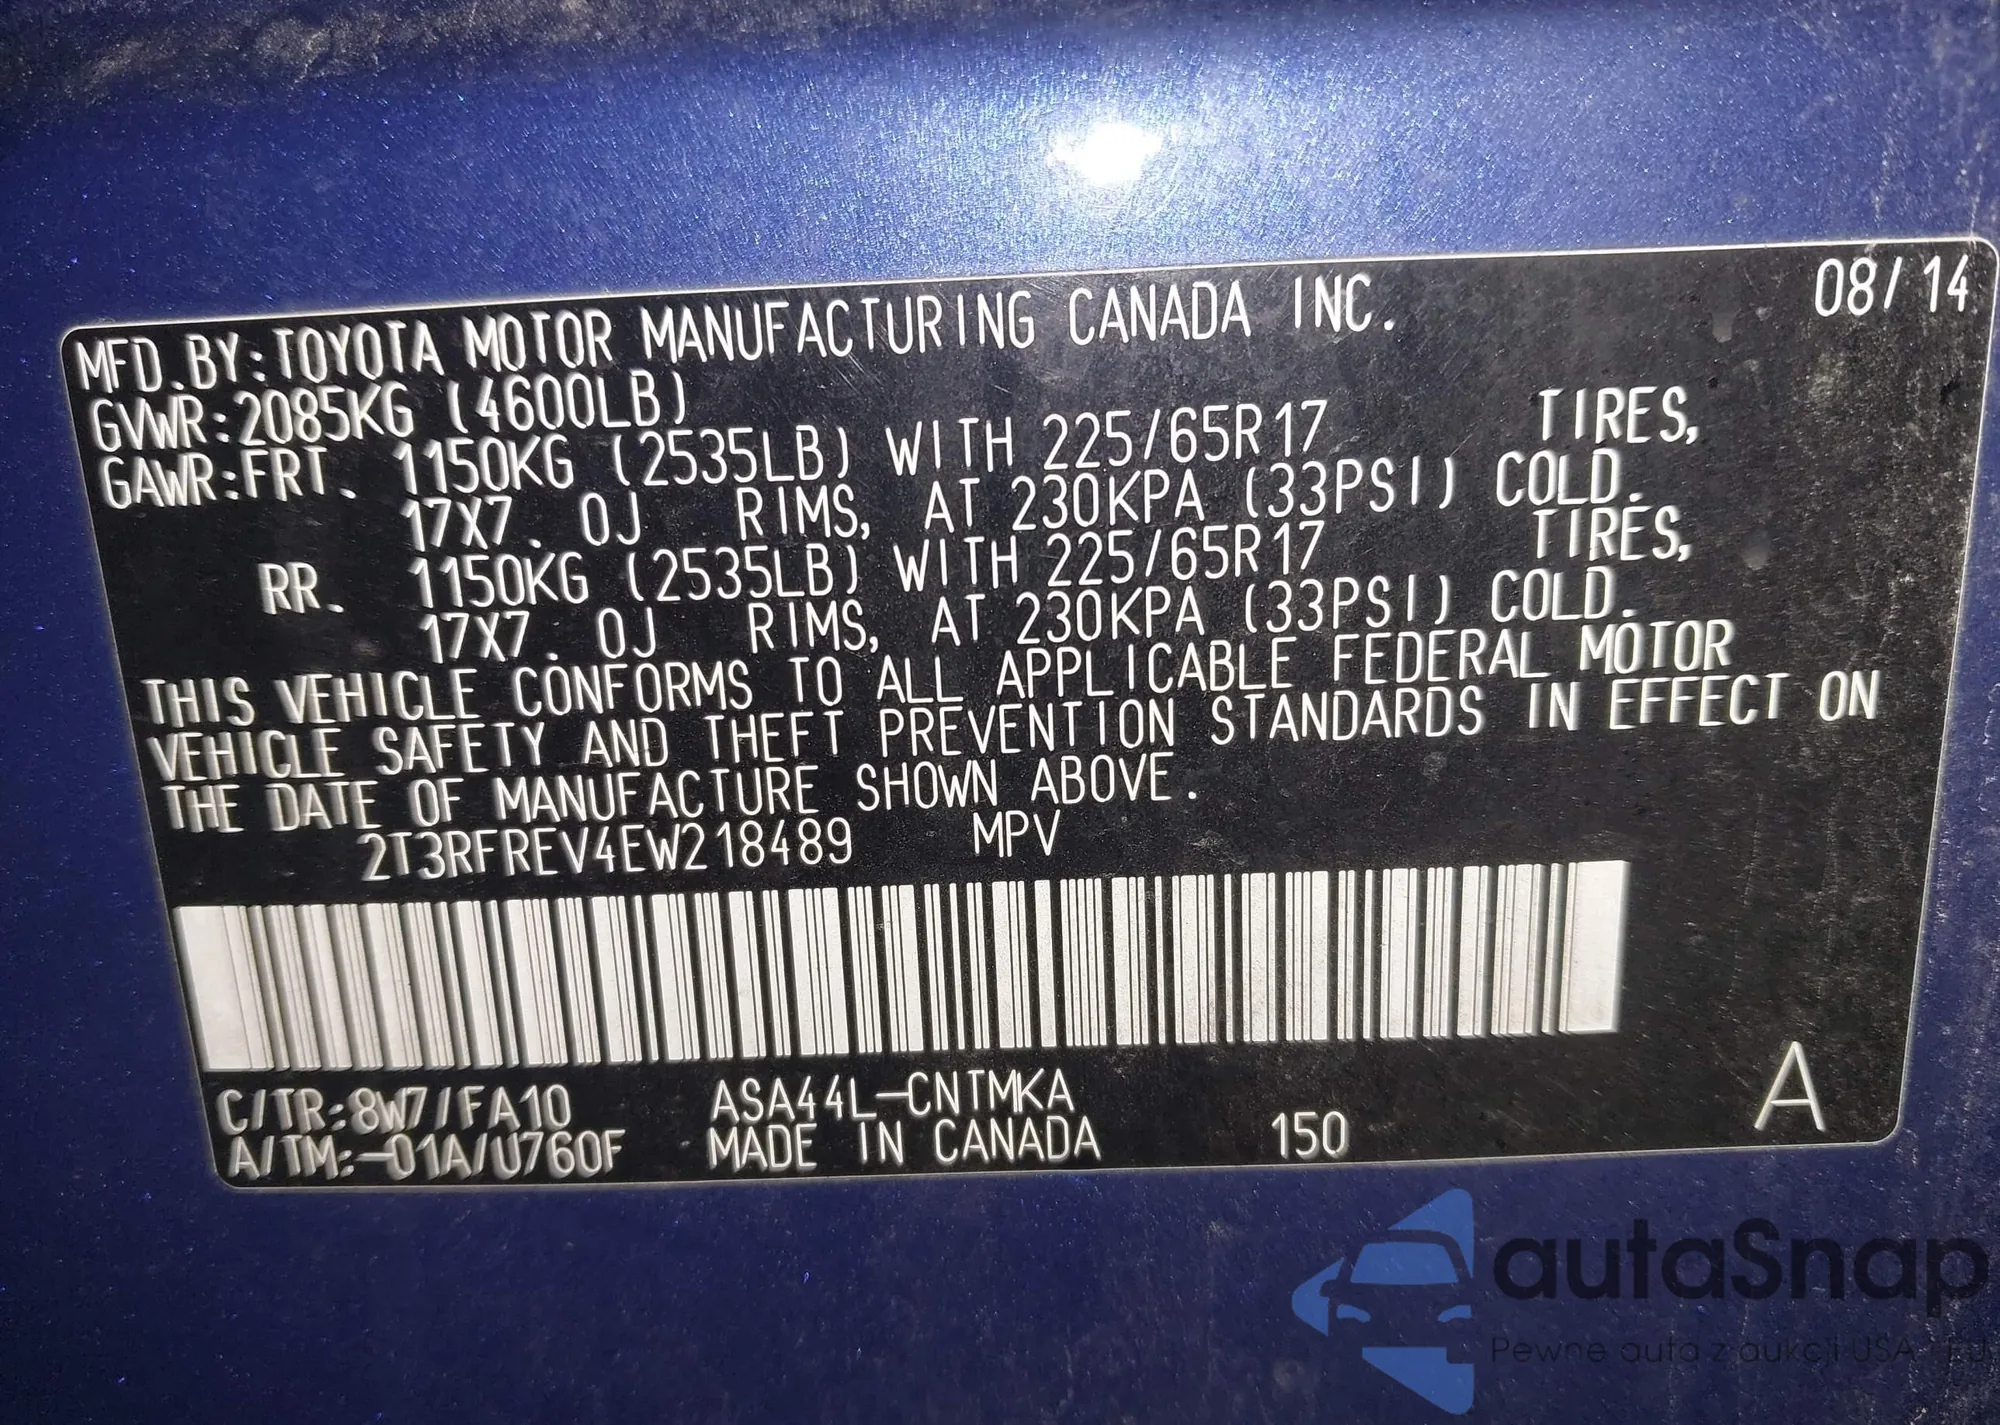 08/14
MFD.BY:TOYOTA MOTOR MANUFACTURING CANADA INC.
GVWR:2085KG (4600LB)
GAWR:FRT. 1150KG (2535LB) WITH 225/65R17 TIRES,
17X7.0J RIMS, AT 230KPA (33PSI) COLD.
RR. 1150KG (2535LB) WITH 225/65R17 TIRES,
17X7.0J RIMS, AT 230KPA (33PSI) COLD.
THIS VEHICLE CONFORMS TO ALL APPLICABLE FEDERAL MOTOR
VEHICLE SAFETY AND THEFT PREVENTION STANDARDS IN EFFECT ON
THE DATE OF MANUFACTURE SHOWN ABOVE.
2T3RFREV4EW218489 MPV
C/TR:8W7/FA10 ASA44L-CNTMKA
A/TM:-01A/U760F MADE IN CANADA 150 A
autaSnap
Pewne auta z aukcji USA